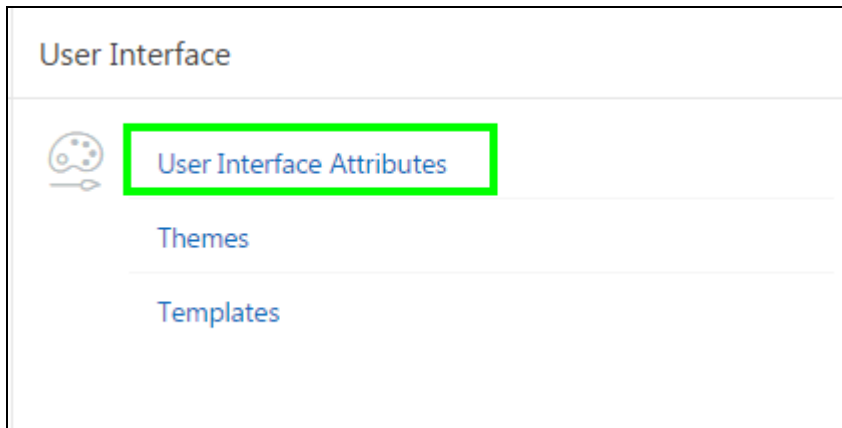 User Interface
User Interface Attributes
Themes
Templates